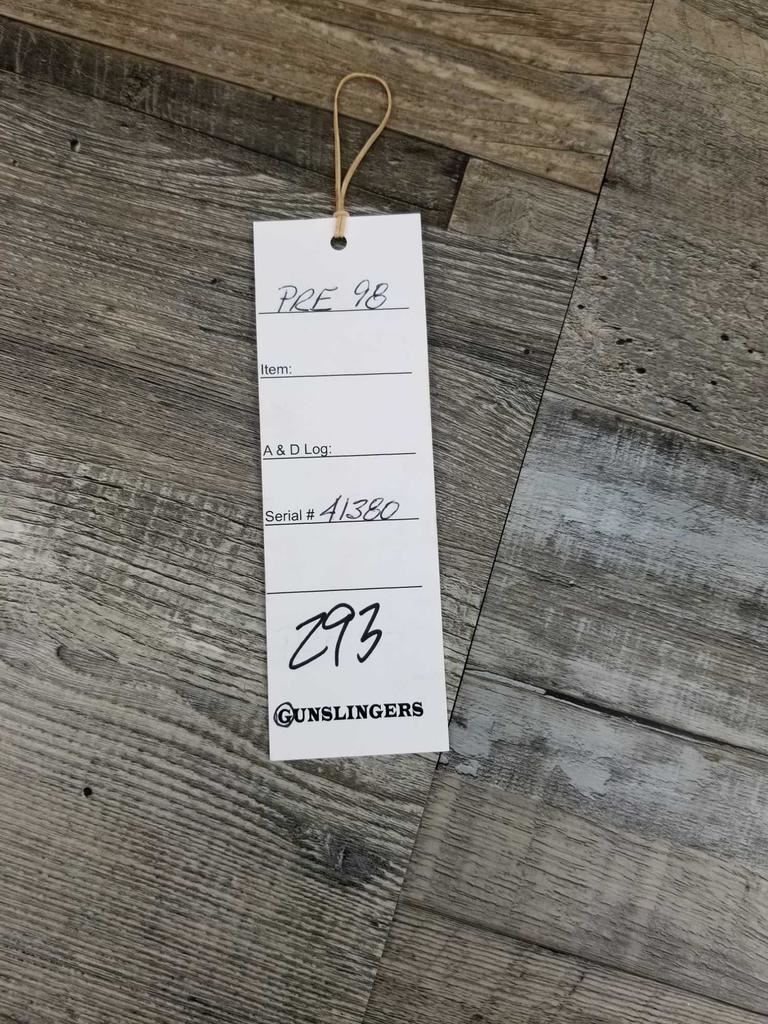 PRE 98
Item:
A & D Log:
Serial # 41380
293
GUNSLINGERS